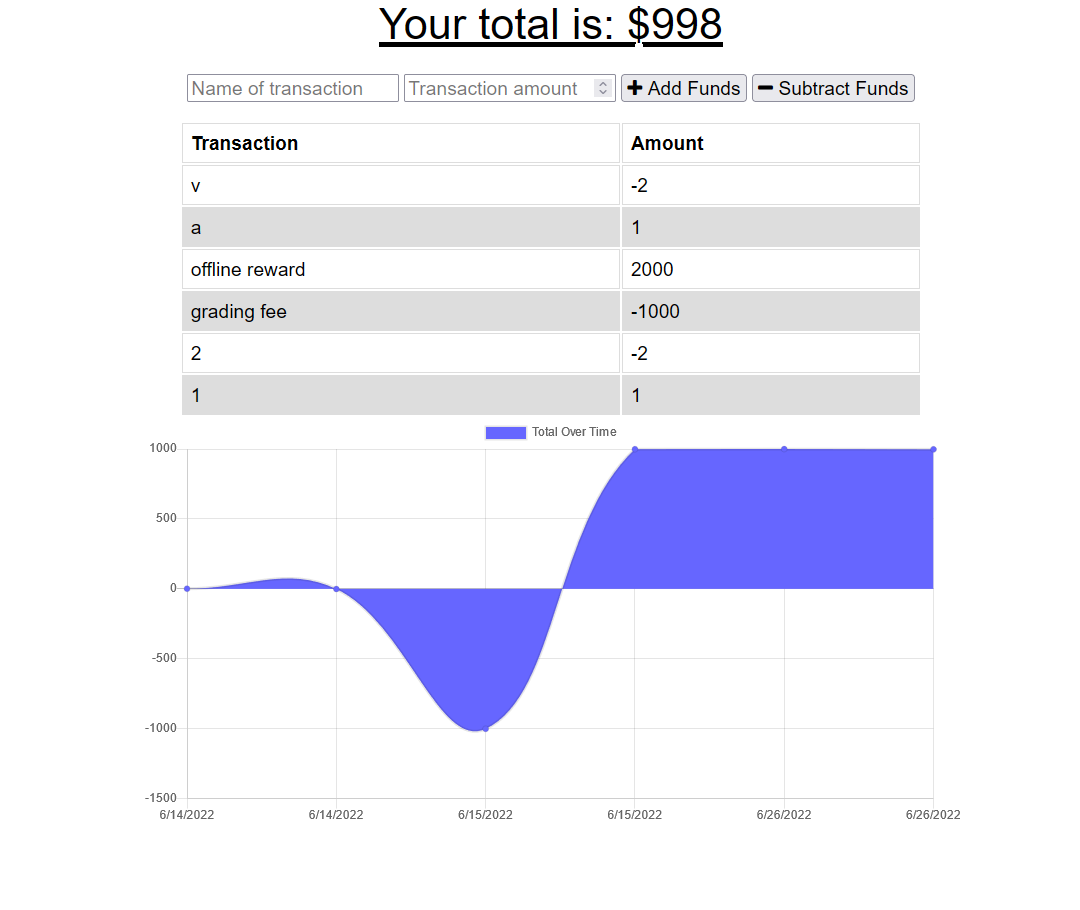 Your total is: $998
Name of transaction Transaction amount Add Funds Subtract Funds
Transaction Amount
v -2
a 1
offline reward 2000
grading fee -1000
2 -2
1 1
Total Over Time
1000
500
0
-500
-1000
-1500
6/14/2022 6/14/2022 6/15/2022 6/15/2022 6/26/2022 6/26/2022